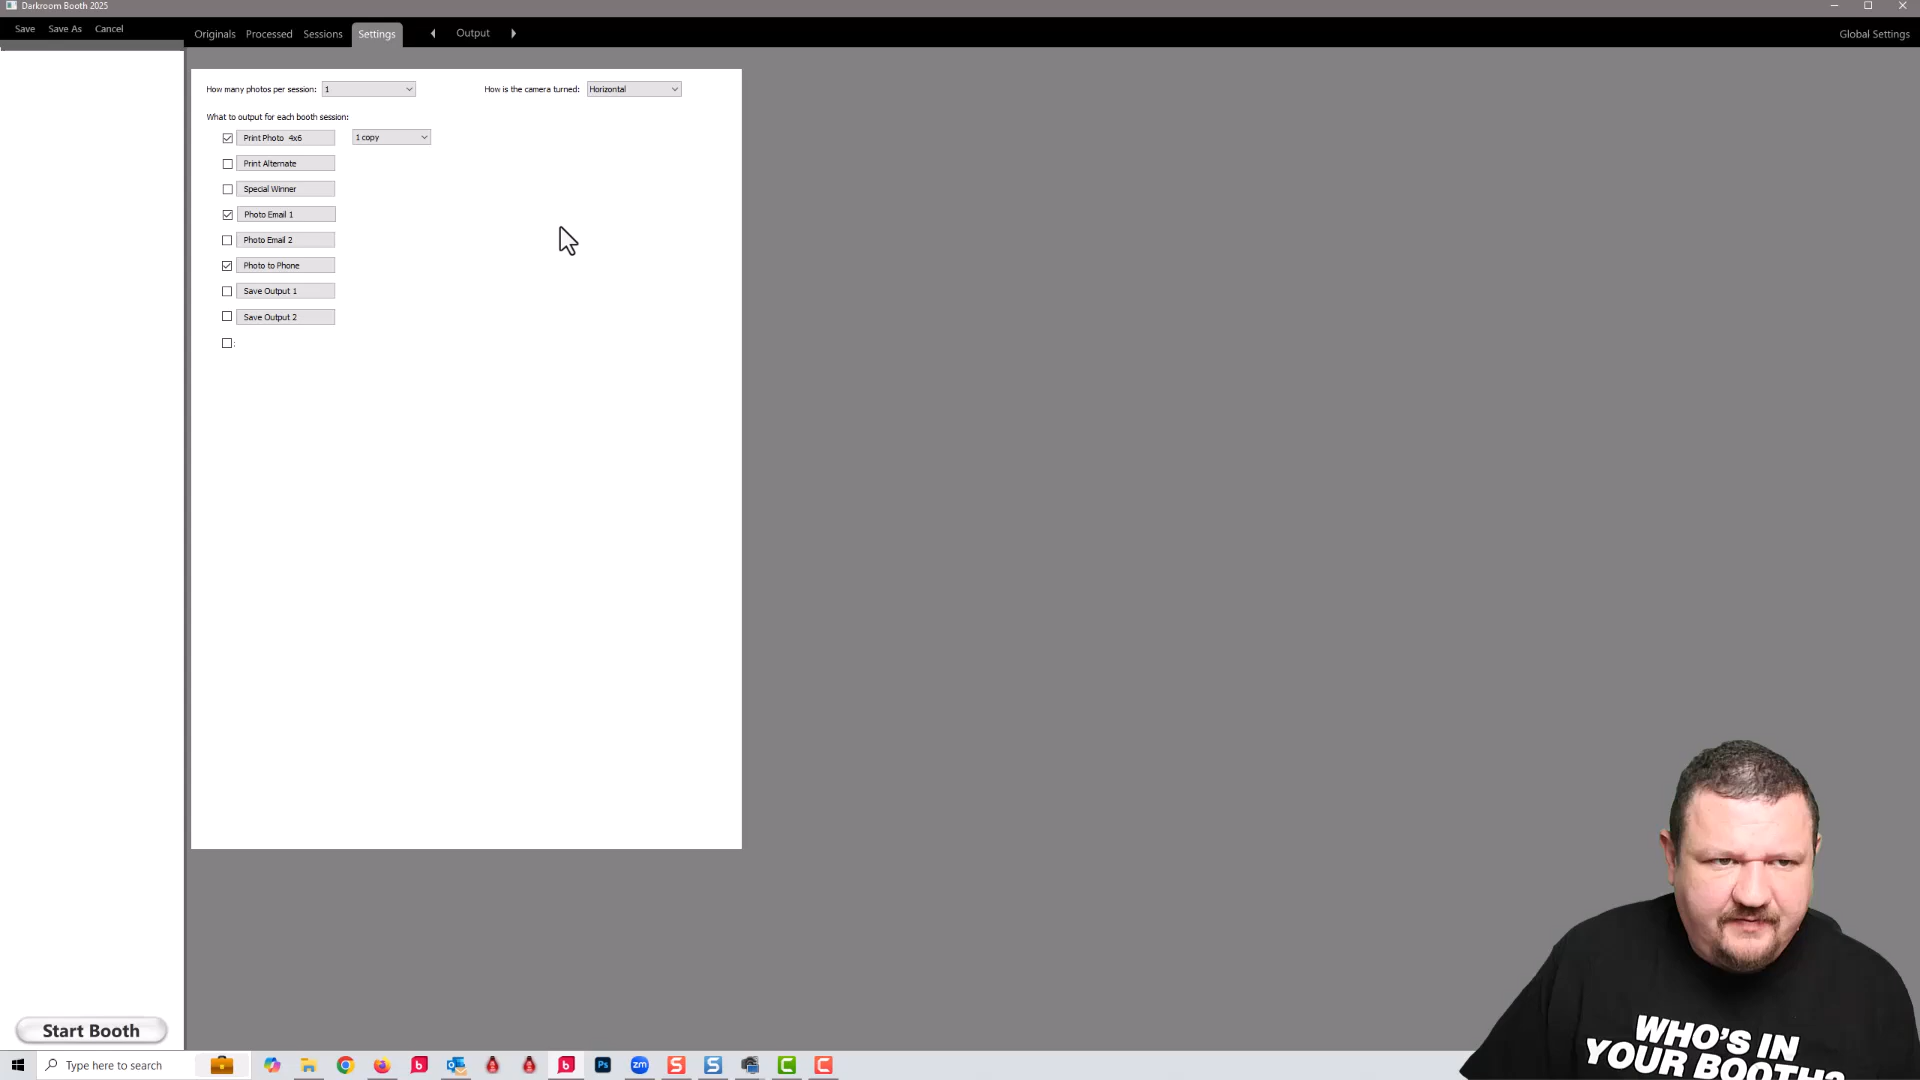 Darkroom Booth 2025
Save Save As Cancel
Originals Processed Sessions Settings Output Global Settings
How many photos per session: 1 How is the camera turned: Horizontal
What to output for each booth session:
Print Photo 4x6 1 copy
Print Alternate
Special Winner
Photo Email 1
Photo Email 2
Photo to Phone
Save Output 1
Save Output 2
:
Start Booth
Type here to search
b
b
Ps
zm
S
S
C
C
WHO'S IN
YOUR BOOTH?